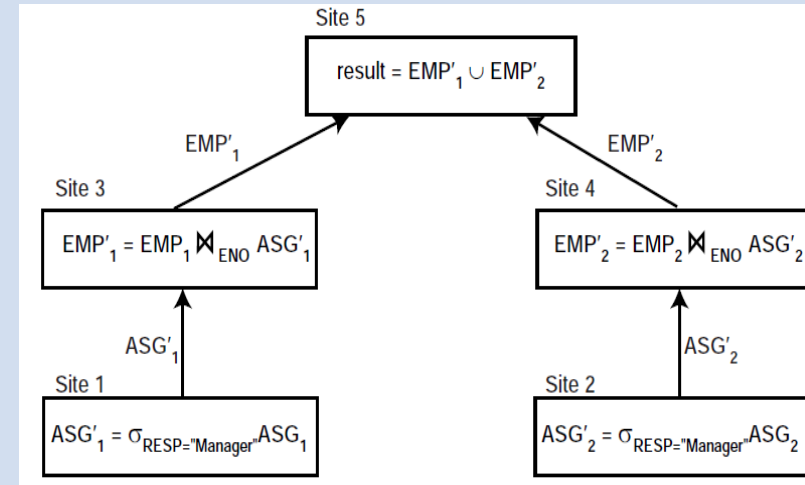 Site 5
result = EMP′₁ ∪ EMP′₂
EMP′₁
EMP′₂
Site 3
Site 4
EMP′₁ = EMP₁ ⋈ ENO ASG′₁
EMP′₂ = EMP₂ ⋈ ENO ASG′₂
ASG′₁
ASG′₂
Site 1
Site 2
ASG′₁ = σ RESP="Manager" ASG₁
ASG′₂ = σ RESP="Manager" ASG₂